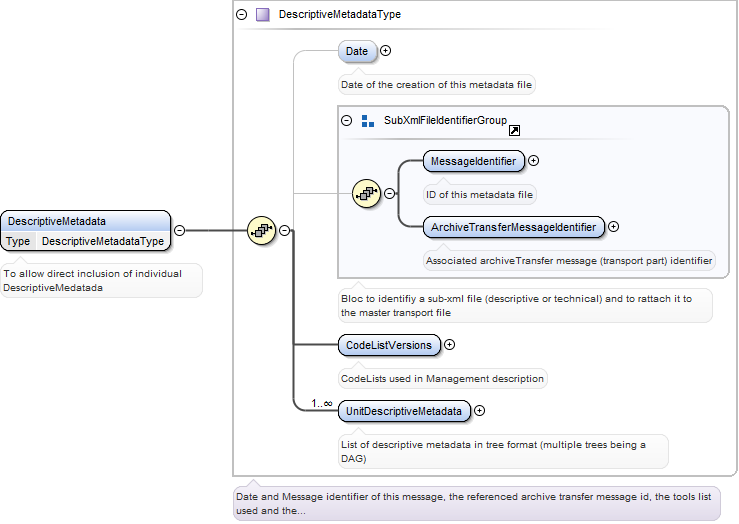 DescriptiveMetadataType
Date
Date of the creation of this metadata file
SubXmlFileIdentifierGroup
MessageIdentifier
ID of this metadata file
ArchiveTransferMessageIdentifier
Associated archiveTransfer message (transport part) identifier
Bloc to identifiy a sub-xml file (descriptive or technical) and to rattach it to
the master transport file
DescriptiveMetadata
Type DescriptiveMetadataType
To allow direct inclusion of individual
DescriptiveMedatada
CodeListVersions
CodeLists used in Management description
1..∞
UnitDescriptiveMetadata
List of descriptive metadata in tree format (multiple trees being a
DAG)
Date and Message identifier of this message, the referenced archive transfer message id, the tools list
used and the...